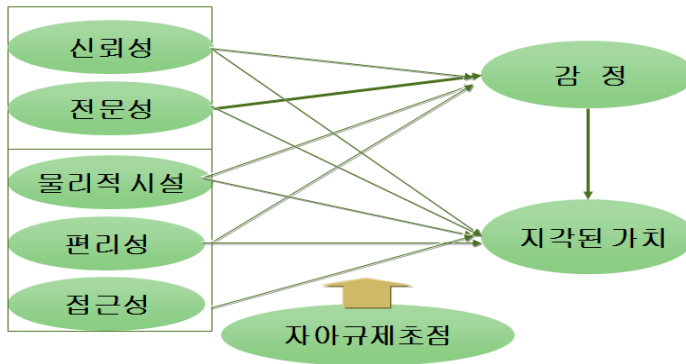 신뢰성
전문성
물리적 시설
편리성
접근성
감 정
지각된 가치
자아규제초점